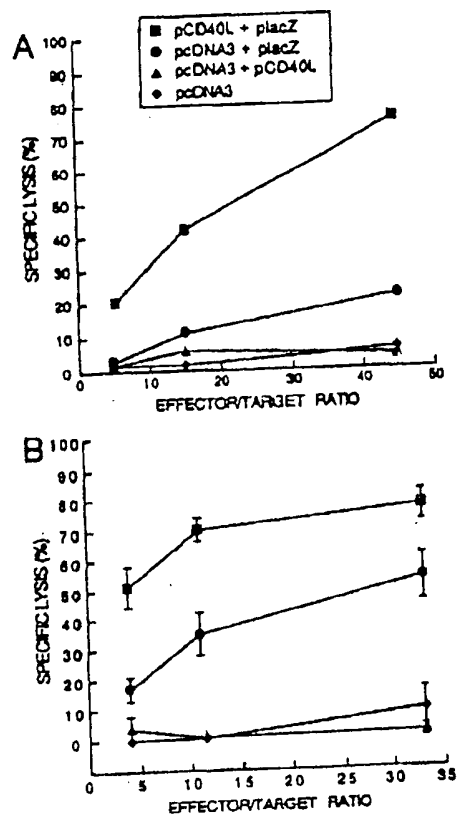 A
pCD40L + placZ
pcDNA3 + placZ
pcDNA3 + pCD40L
pcDNA3
100
90
80
70
60
50
40
30
20
10
0
SPECIFIC LYSIS (%)
0 10 20 30 40 50
EFFECTOR/TARGET RATIO
B
100
90
80
70
60
50
40
30
20
10
0
SPECIFIC LYSIS (%)
0 5 10 15 20 25 30 35
EFFECTOR/TARGET RATIO